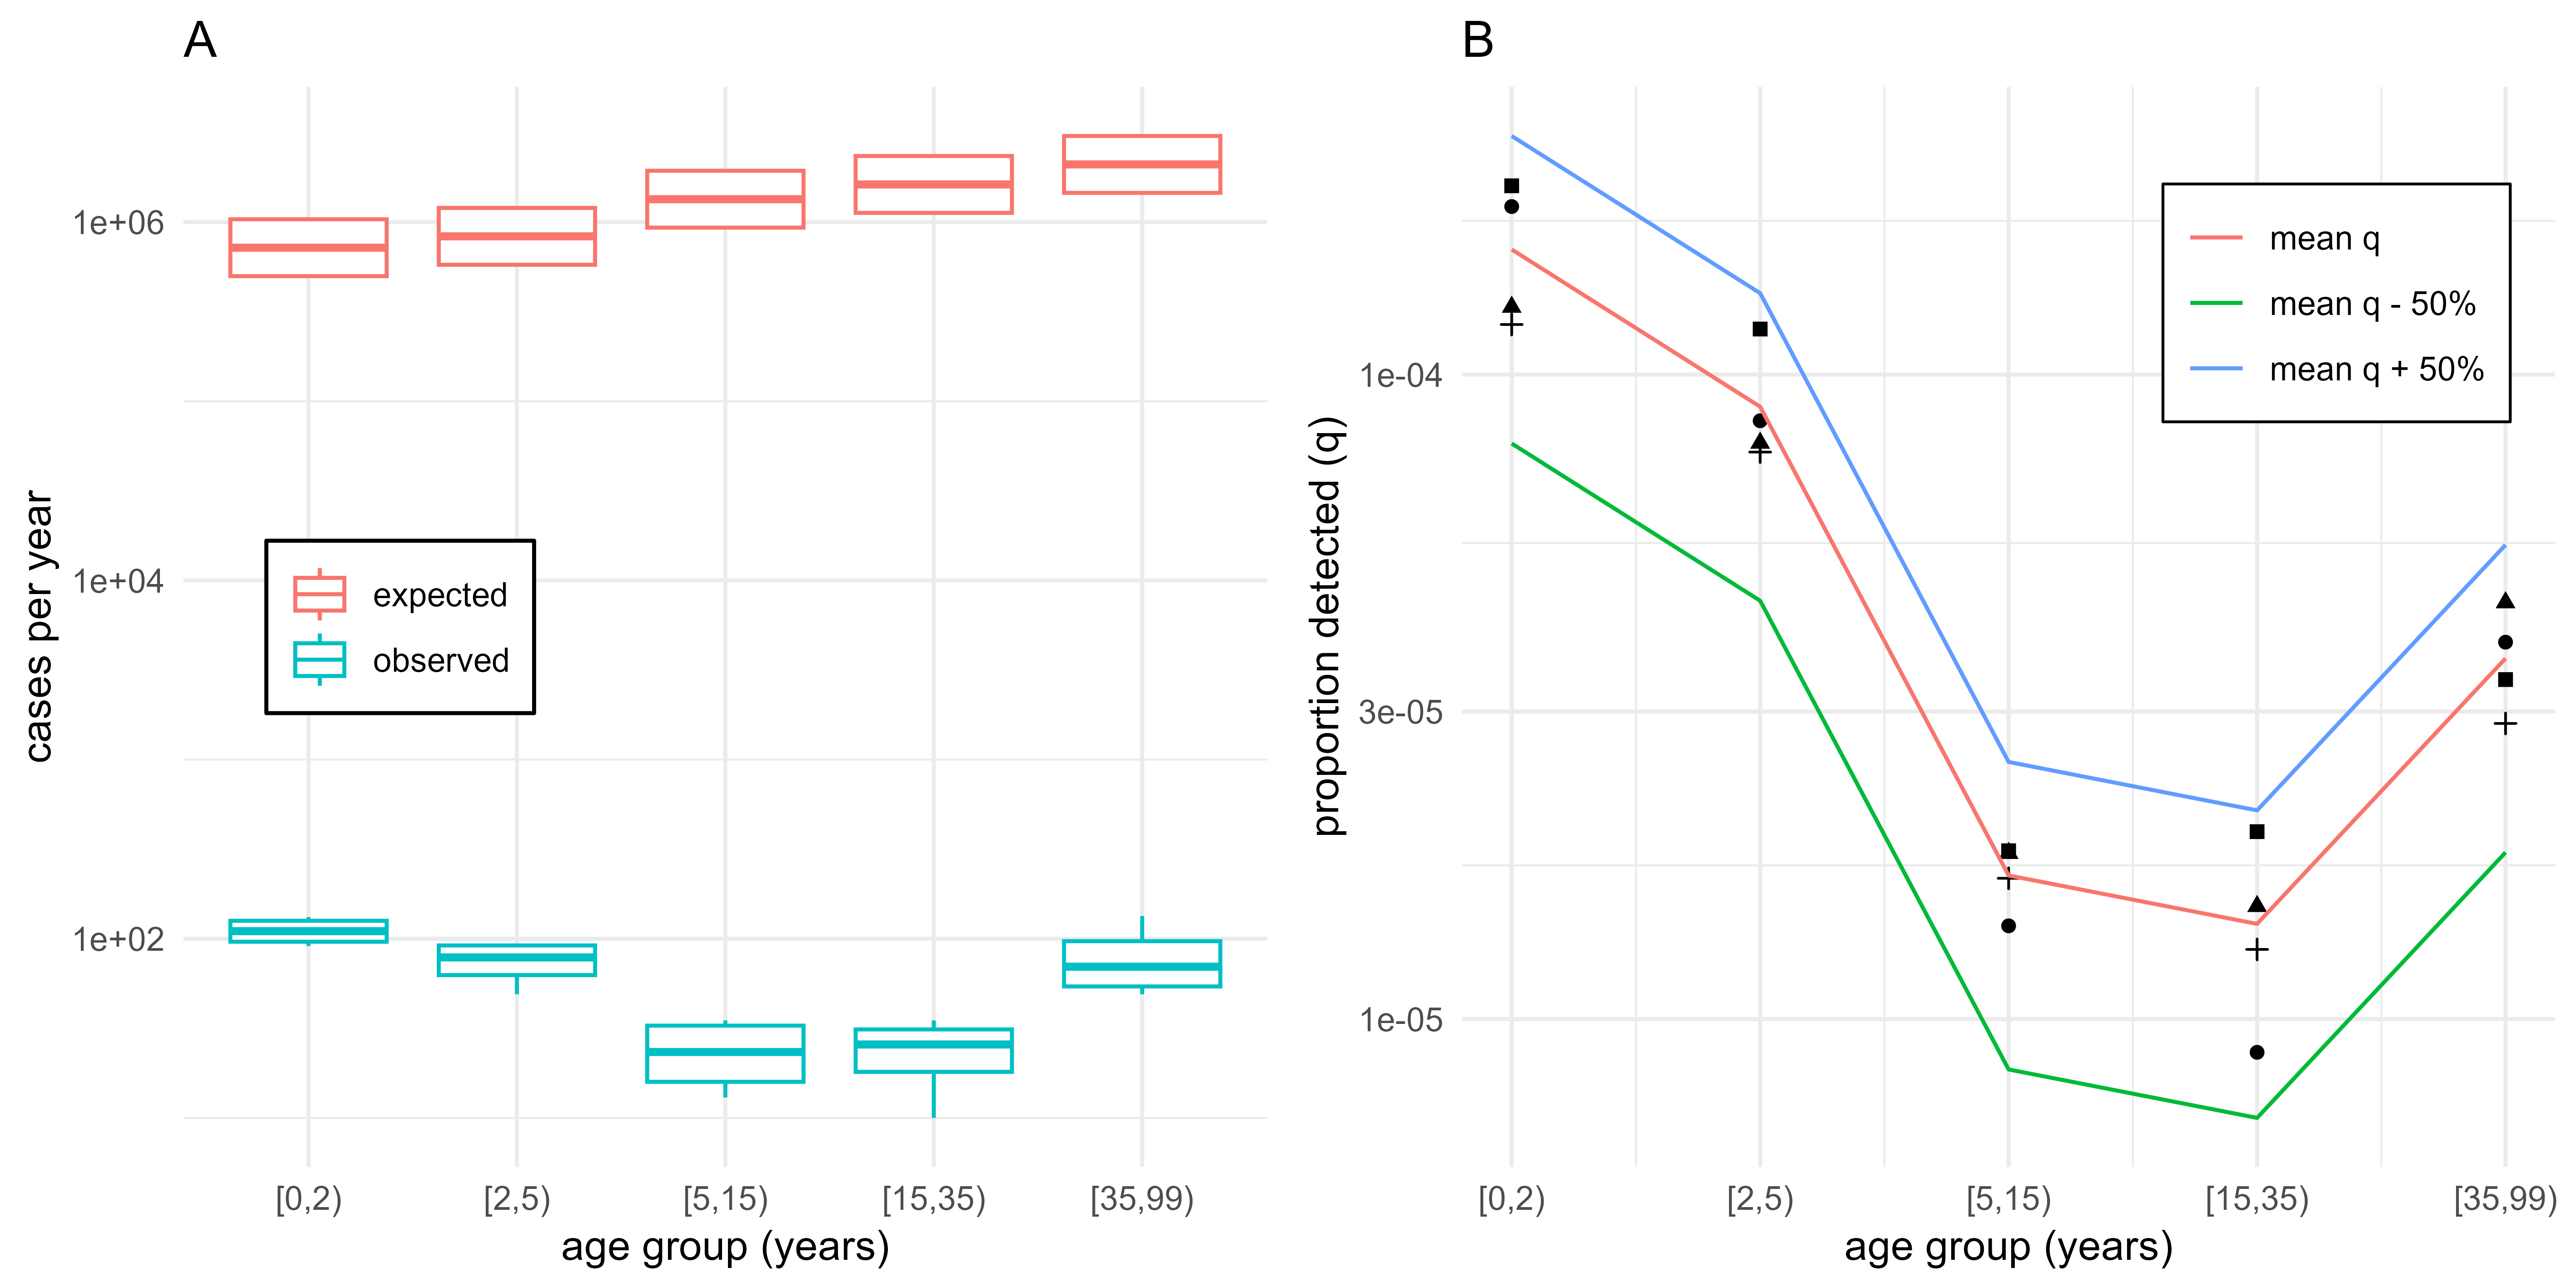 A
cases per year
1e+06
1e+04
1e+02
expected
observed
[0,2)
[2,5)
[5,15)
[15,35)
[35,99)
age group (years)
B
proportion detected (q)
1e-04
3e-05
1e-05
mean q
mean q - 50%
mean q + 50%
[0,2)
[2,5)
[5,15)
[15,35)
[35,99)
age group (years)